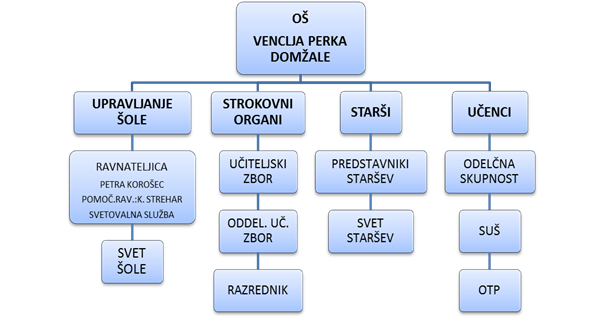 OŠ
VENCLJA PERKA
DOMŽALE
UPRAVLJANJE
ŠOLE
STROKOVNI
ORGANI
STARŠI
UČENCI
RAVNATELJICA
PETRA KOROŠEC
POMOČ.RAV.:K. STREHAR
SVETOVALNA SLUŽBA
SVET
ŠOLE
UČITELJSKI
ZBOR
ODDEL. UČ.
ZBOR
RAZREDNIK
PREDSTAVNIKI
STARŠEV
SVET
STARŠEV
ODELČNA
SKUPNOST
SUŠ
OTP